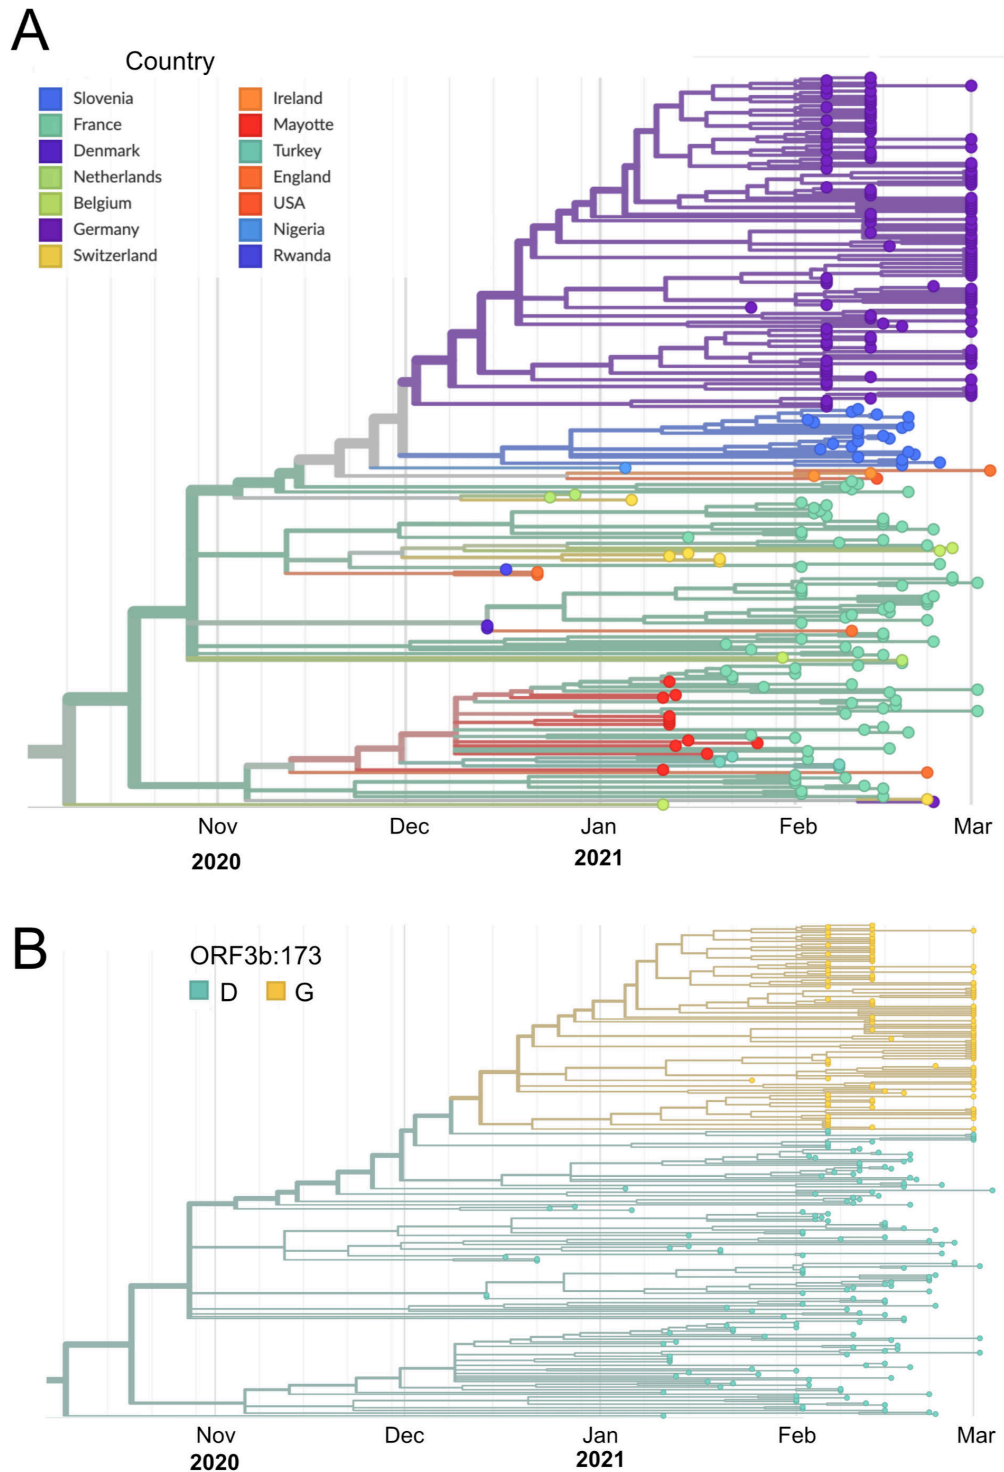 A
Country
Slovenia
France
Denmark
Netherlands
Belgium
Germany
Switzerland
Ireland
Mayotte
Turkey
England
USA
Nigeria
Rwanda
Nov
Dec
Jan
Feb
Mar
2020
2021
B
ORF3b:173
D
G
Nov
Dec
Jan
Feb
Mar
2020
2021